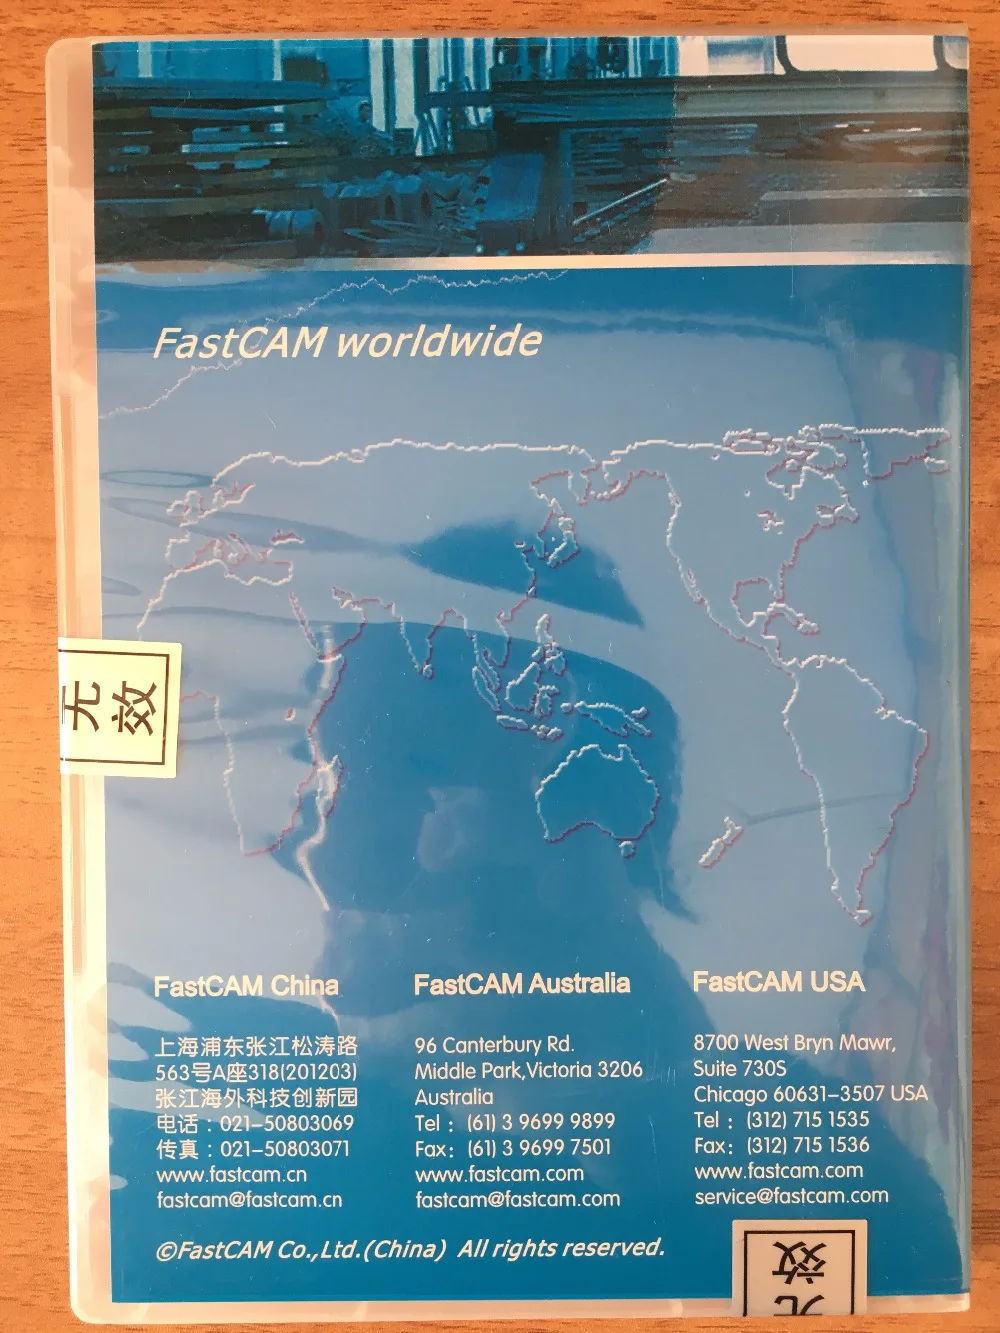 FastCAM worldwide
无效
FastCAM China
上海浦东张江松涛路
563号A座318(201203)
张江海外科技创新园
电话：021-50803069
传真：021-50803071
www.fastcam.cn
fastcam@fastcam.cn
FastCAM Australia
96 Canterbury Rd.
Middle Park,Victoria 3206
Australia
Tel：(61) 3 9699 9899
Fax：(61) 3 9699 7501
www.fastcam.com
fastcam@fastcam.com
FastCAM USA
8700 West Bryn Mawr,
Suite 730S
Chicago 60631-3507 USA
Tel：(312) 715 1535
Fax：(312) 715 1536
www.fastcam.com
service@fastcam.com
©FastCAM Co.,Ltd.(China) All rights reserved.
无效